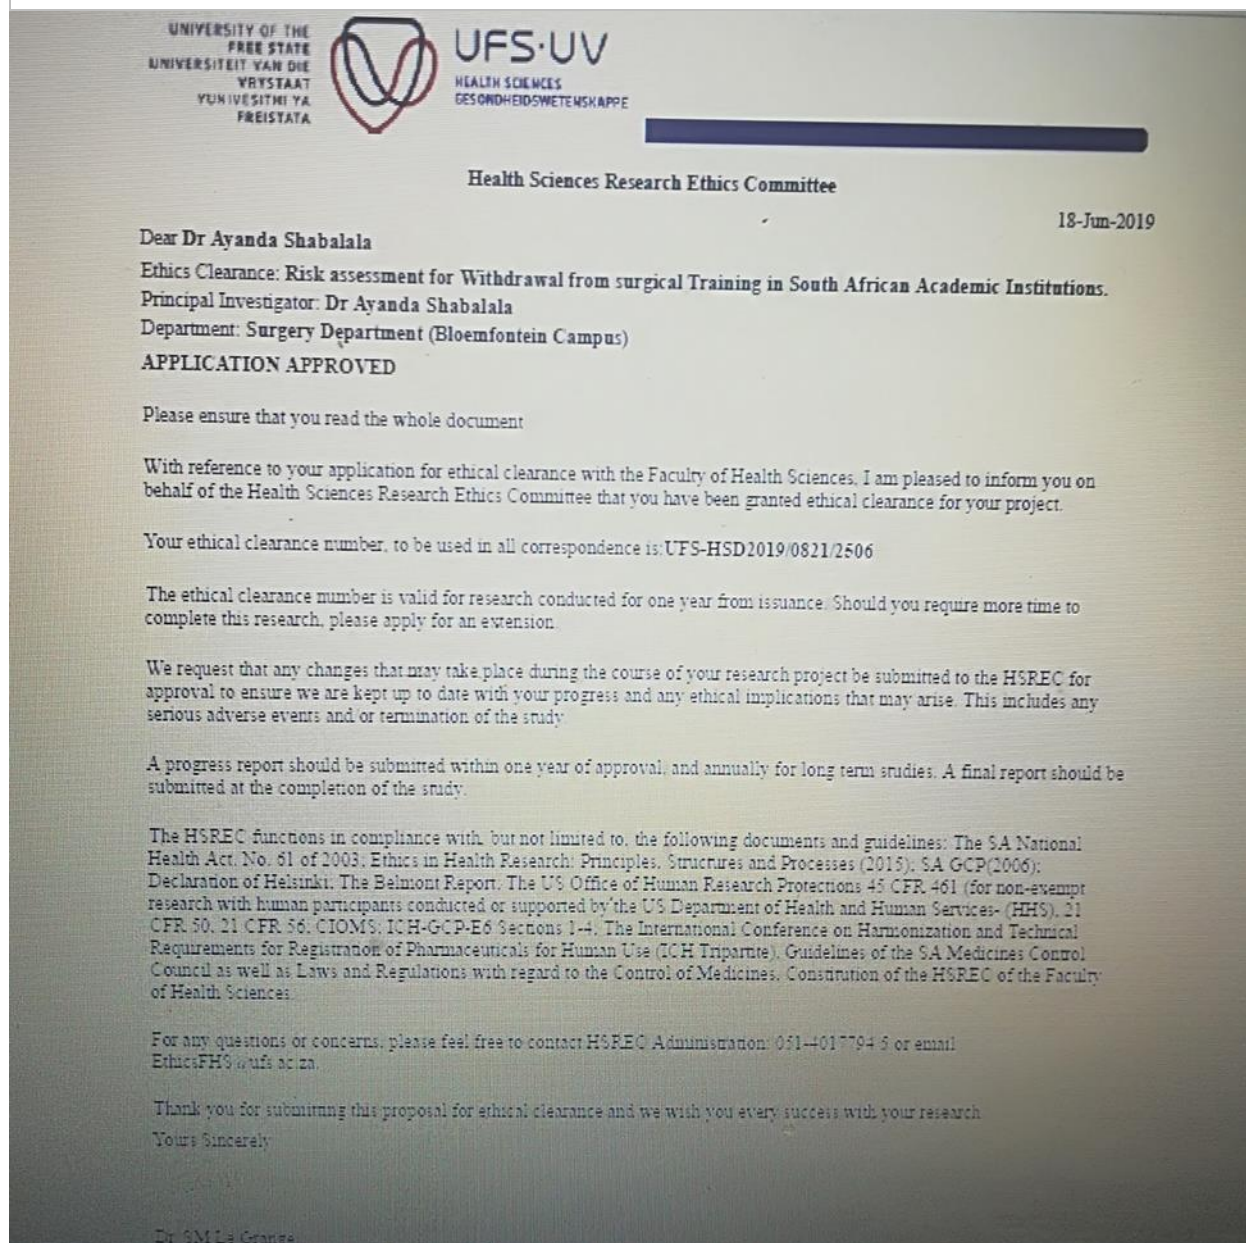 UNIVERSITY OF THE
FREE STATE
UNIVERSITEIT VAN DIE
VRYSTAAT
YUNIVESITHI YA
FREISTATA
UFS·UV
HEALTH SCIENCES
GESONDHEIDSWETENSKAPPE
Health Sciences Research Ethics Committee
18-Jun-2019
Dear Dr Ayanda Shabalala
Ethics Clearance: Risk assessment for Withdrawal from surgical Training in South African Academic Institutions.
Principal Investigator: Dr Ayanda Shabalala
Department: Surgery Department (Bloemfontein Campus)
APPLICATION APPROVED
Please ensure that you read the whole document
With reference to your application for ethical clearance with the Faculty of Health Sciences, I am pleased to inform you on
behalf of the Health Sciences Research Ethics Committee that you have been granted ethical clearance for your project.
Your ethical clearance number, to be used in all correspondence is:UFS-HSD2019/0821/2506
The ethical clearance number is valid for research conducted for one year from issuance. Should you require more time to
complete this research, please apply for an extension.
We request that any changes that may take place during the course of your research project be submitted to the HSREC for
approval to ensure we are kept up to date with your progress and any ethical implications that may arise. This includes any
serious adverse events and/or termination of the study.
A progress report should be submitted within one year of approval, and annually for long term studies. A final report should be
submitted at the completion of the study.
The HSREC functions in compliance with, but not limited to, the following documents and guidelines: The SA National
Health Act. No. 61 of 2003; Ethics in Health Research: Principles, Structures and Processes (2015); SA GCP(2006);
Declaration of Helsinki; The Belmont Report; The US Office of Human Research Protections 45 CFR 461 (for non-exempt
research with human participants conducted or supported by the US Department of Health and Human Services- (HHS), 21
CFR 50, 21 CFR 56; CIOMS; ICH-GCP-E6 Sections 1-4; The International Conference on Harmonization and Technical
Requirements for Registration of Pharmaceuticals for Human Use (ICH Tripartite), Guidelines of the SA Medicines Control
Council as well as Laws and Regulations with regard to the Control of Medicines, Constitution of the HSREC of the Faculty
of Health Sciences.
For any questions or concerns, please feel free to contact HSREC Administration: 051-4017794/5 or email
EthicsFHS@ufs.ac.za.
Thank you for submitting this proposal for ethical clearance and we wish you every success with your research.
Yours Sincerely
Dr. SM Le Grange